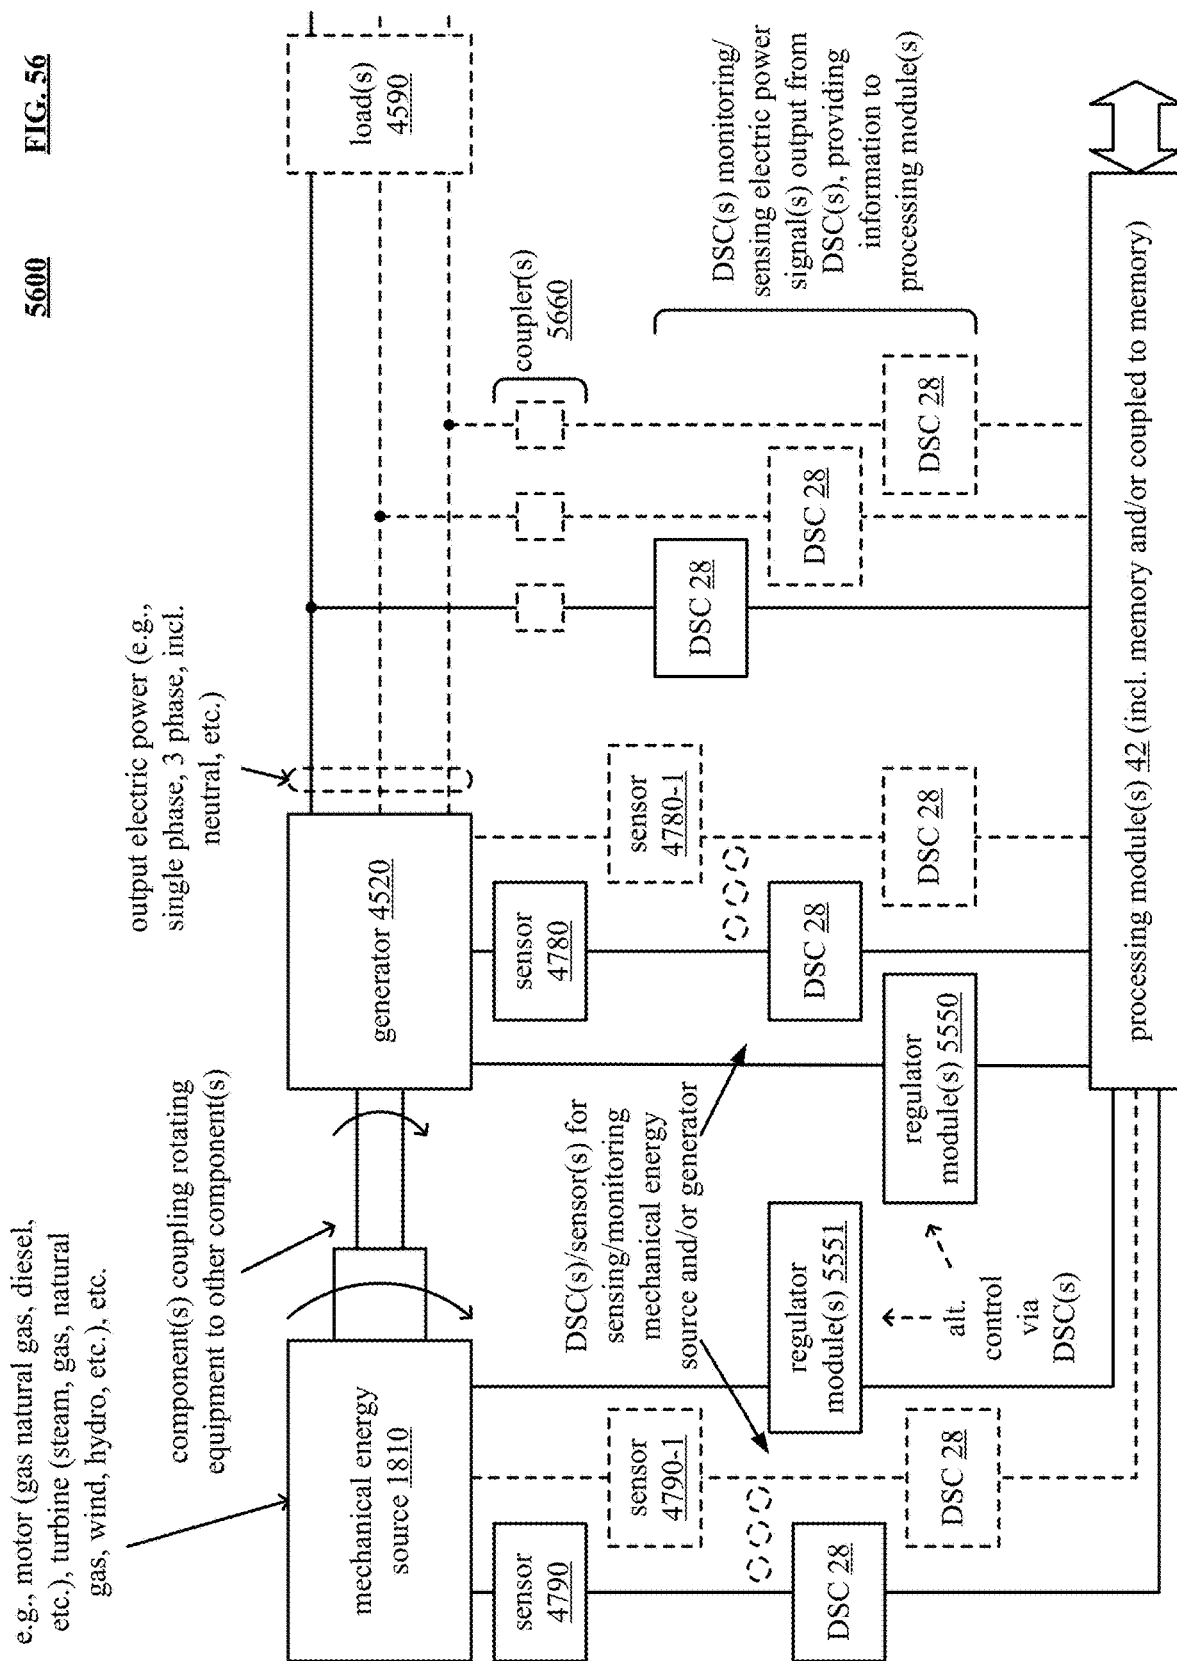 FIG. 56
5600
e.g., motor (gas natural gas, diesel,
etc.), turbine (steam, gas, natural
gas, wind, hydro, etc.), etc.
component(s) coupling rotating
equipment to other component(s)
output electric power (e.g.,
single phase, 3 phase, incl.
neutral, etc.)
mechanical energy
source 1810
generator 4520
load(s)
4590
coupler(s)
5660
sensor
4790
sensor
4790-1
sensor
4780
sensor
4780-1
DSC(s)/sensor(s) for
sensing/monitoring
mechanical energy
source and/or generator
DSC(s) monitoring/
sensing electric power
signal(s) output from
DSC(s), providing
information to
processing module(s)
DSC 28
DSC 28
regulator
module(s) 5551
regulator
module(s) 5550
alt.
control
via
DSC(s)
DSC 28
DSC 28
DSC 28
DSC 28
DSC 28
processing module(s) 42 (incl. memory and/or coupled to memory)